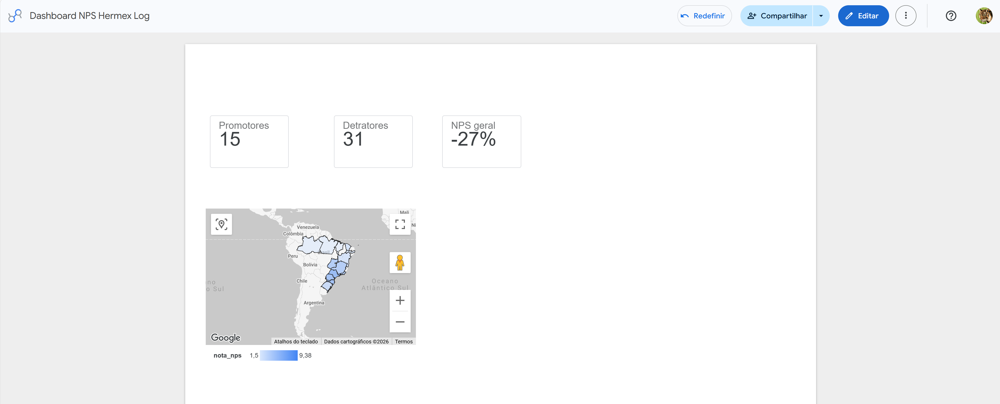 Dashboard NPS Hermex Log
Redefinir
Compartilhar
Editar
Promotores
15
Detratores
31
NPS geral
-27%
Mali
Ni
Venezuela
Colômbia
Brasil
Peru
Bolívia
Chile
Oceano
Atlântico Sul
no
o Sul
Argentina
Google
Atalhos do teclado
Dados cartográficos ©2026
Termos
nota_nps 1,5 9,38